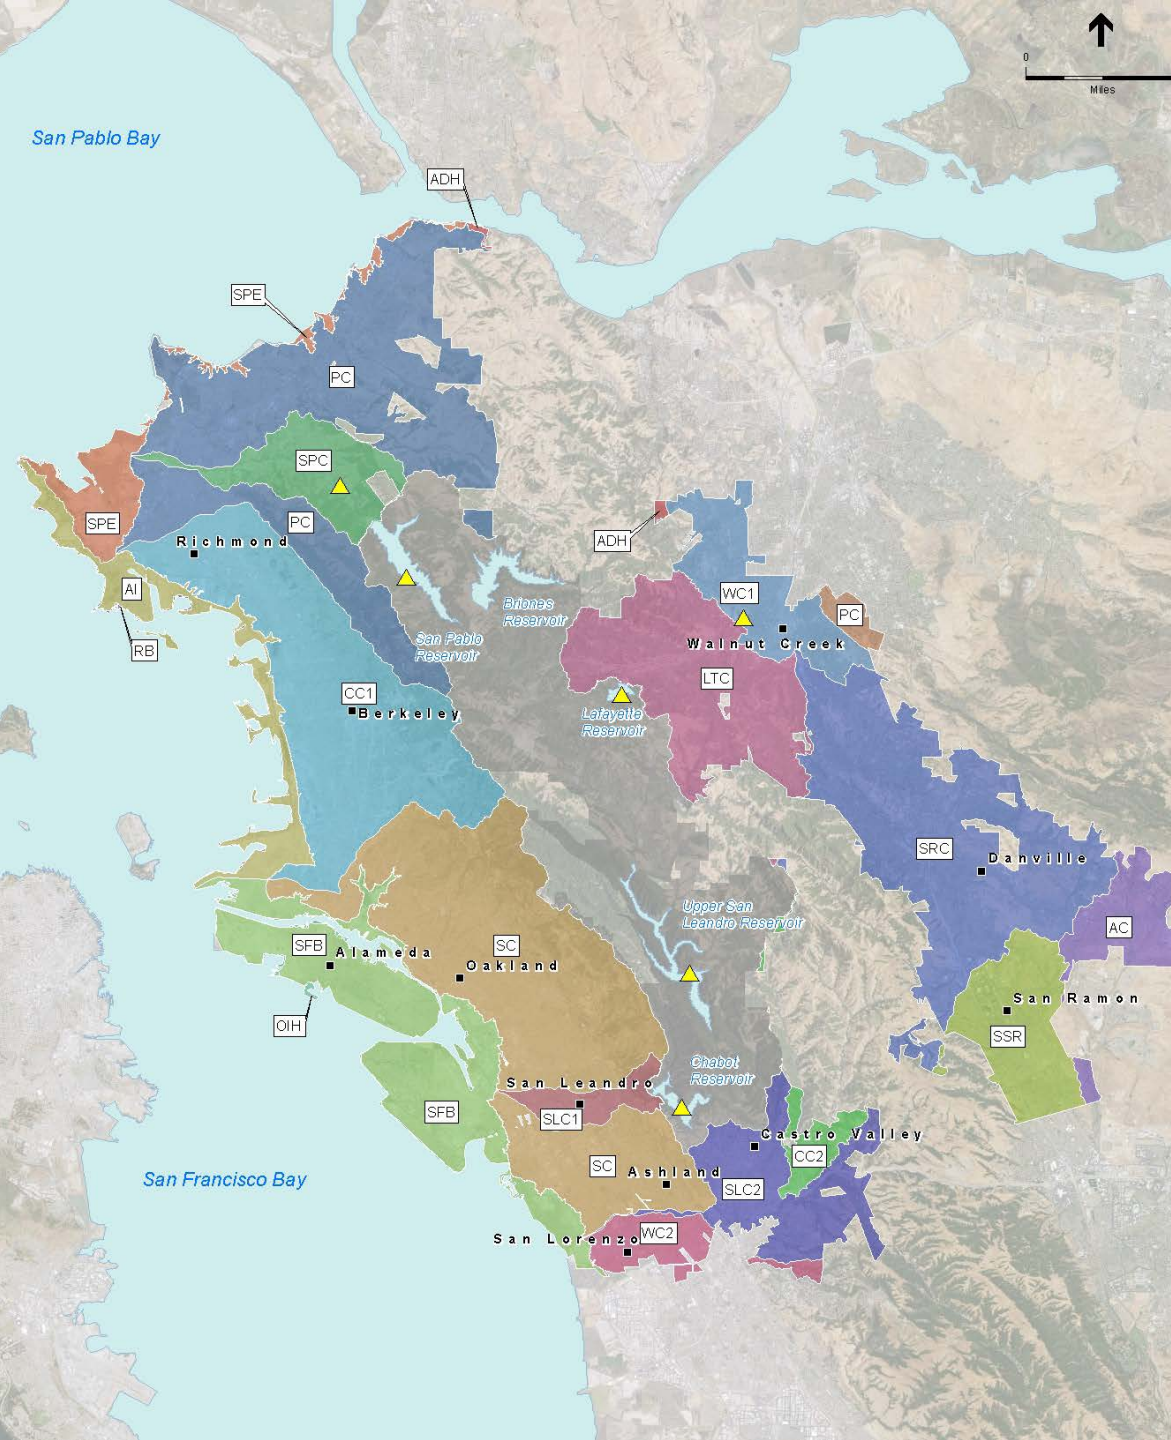 0
Miles
San Pablo Bay
ADH
SPE
PC
SPC
SPE
PC
Richmond
ADH
AI
WC1
Briones
Reservoir
PC
San Pablo
Reservoir
Walnut Creek
RB
LTC
CC1
Berkeley
Lafayette
Reservoir
SRC
Danville
Upper San
Leandro Reservoir
AC
SFB
Alameda
SC
Oakland
San Ramon
OIH
SSR
Chabot
Reservoir
San Leandro
SFB
SLC1
Castro Valley
CC2
SC
Ashland
San Francisco Bay
SLC2
WC2
San Lorenzo